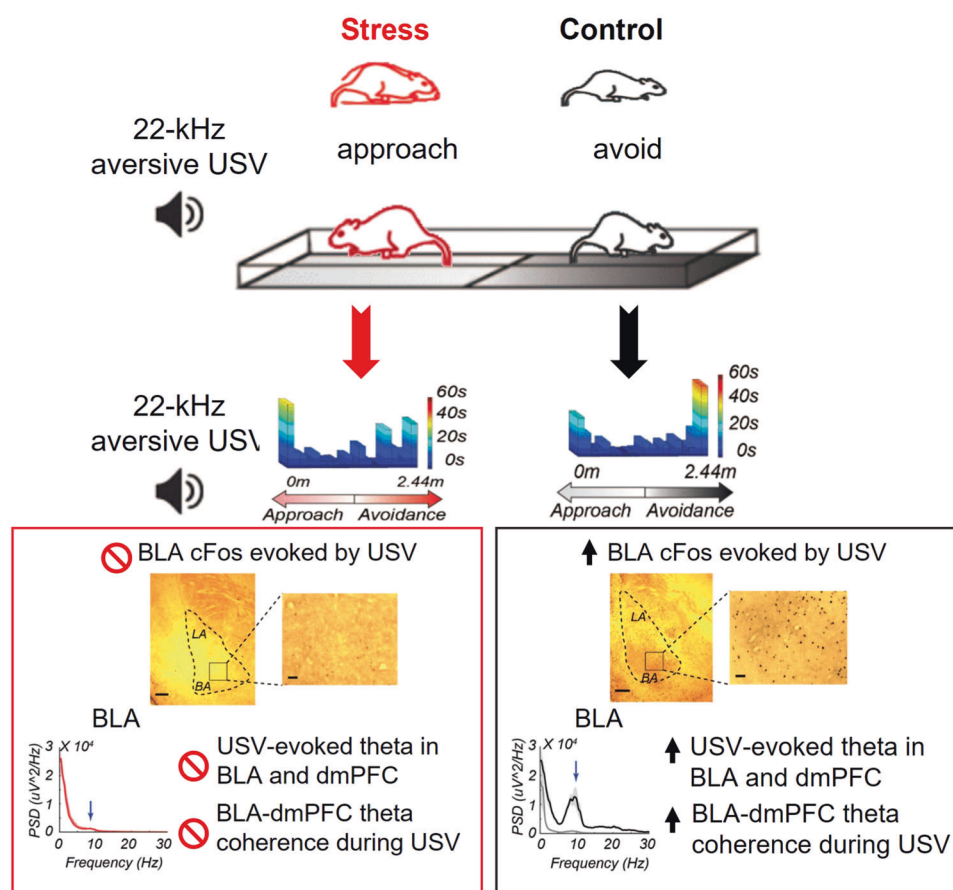 Stress
Control
22-kHz
aversive USV
approach
avoid
22-kHz
aversive USV
60s
40s
20s
0s
0m
2.44m
Approach
Avoidance
60s
40s
20s
0s
0m
2.44m
Approach
Avoidance
BLA cFos evoked by USV
LA
BA
BLA
3
X 10⁴
2
1
0
PSD (uV^2/Hz)
0
10
20
30
Frequency (Hz)
USV-evoked theta in
BLA and dmPFC
BLA-dmPFC theta
coherence during USV
BLA cFos evoked by USV
LA
BA
BLA
3
X 10⁴
2
1
0
PSD (uV^2/Hz)
0
10
20
30
Frequency (Hz)
USV-evoked theta in
BLA and dmPFC
BLA-dmPFC theta
coherence during USV